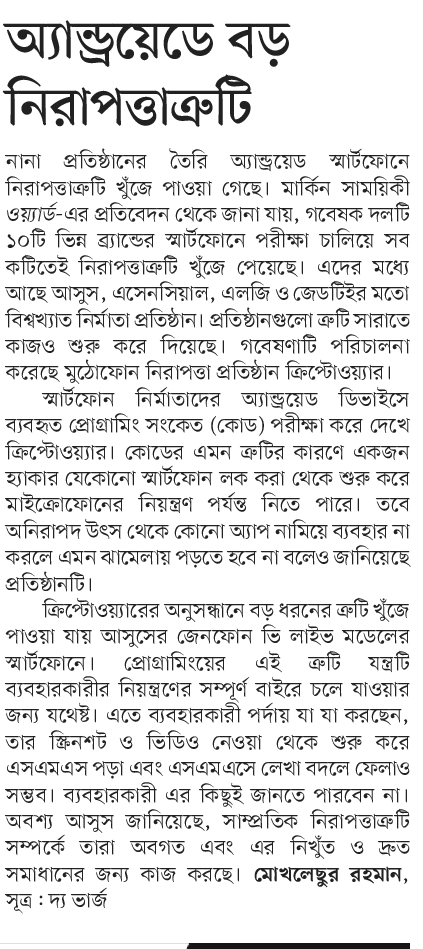 অ্যান্ড্রয়েডে বড়
নিরাপত্তাত্রুটি
নানা প্রতিষ্ঠানের তৈরি অ্যান্ড্রয়েড স্মার্টফোনে
নিরাপত্তাত্রুটি খুঁজে পাওয়া গেছে। মার্কিন সাময়িকী
ওয়্যার্ড-এর প্রতিবেদন থেকে জানা যায়, গবেষক দলটি
১০টি ভিন্ন ব্র্যান্ডের স্মার্টফোনে পরীক্ষা চালিয়ে সব
কটিতেই নিরাপত্তাত্রুটি খুঁজে পেয়েছে। এদের মধ্যে
আছে আসুস, এসেনসিয়াল, এলজি ও জেডটিইর মতো
বিশ্বখ্যাত নির্মাতা প্রতিষ্ঠান। প্রতিষ্ঠানগুলো ত্রুটি সারাতে
কাজও শুরু করে দিয়েছে। গবেষণাটি পরিচালনা
করেছে মুঠোফোন নিরাপত্তা প্রতিষ্ঠান ক্রিপ্টোওয়্যার।
স্মার্টফোন নির্মাতাদের অ্যান্ড্রয়েড ডিভাইসে
ব্যবহৃত প্রোগ্রামিং সংকেত (কোড) পরীক্ষা করে দেখে
ক্রিপ্টোওয়্যার। কোডের এমন ত্রুটির কারণে একজন
হ্যাকার যেকোনো স্মার্টফোন লক করা থেকে শুরু করে
মাইক্রোফোনের নিয়ন্ত্রণ পর্যন্ত নিতে পারে। তবে
অনিরাপদ উৎস থেকে কোনো অ্যাপ নামিয়ে ব্যবহার না
করলে এমন ঝামেলায় পড়তে হবে না বলেও জানিয়েছে
প্রতিষ্ঠানটি।
ক্রিপ্টোওয়্যারের অনুসন্ধানে বড় ধরনের ত্রুটি খুঁজে
পাওয়া যায় আসুসের জেনফোন ভি লাইভ মডেলের
স্মার্টফোনে। প্রোগ্রামিংয়ের এই ত্রুটি যন্ত্রটি
ব্যবহারকারীর নিয়ন্ত্রণের সম্পূর্ণ বাইরে চলে যাওয়ার
জন্য যথেষ্ট। এতে ব্যবহারকারী পর্দায় যা যা করছেন,
তার স্ক্রিনশট ও ভিডিও নেওয়া থেকে শুরু করে
এসএমএস পড়া এবং এসএমএসে লেখা বদলে ফেলাও
সম্ভব। ব্যবহারকারী এর কিছুই জানতে পারবেন না।
অবশ্য আসুস জানিয়েছে, সাম্প্রতিক নিরাপত্তাত্রুটি
সম্পর্কে তারা অবগত এবং এর নিখুঁত ও দ্রুত
সমাধানের জন্য কাজ করছে। মোখলেছুর রহমান,
সূত্র : দ্য ভার্জ